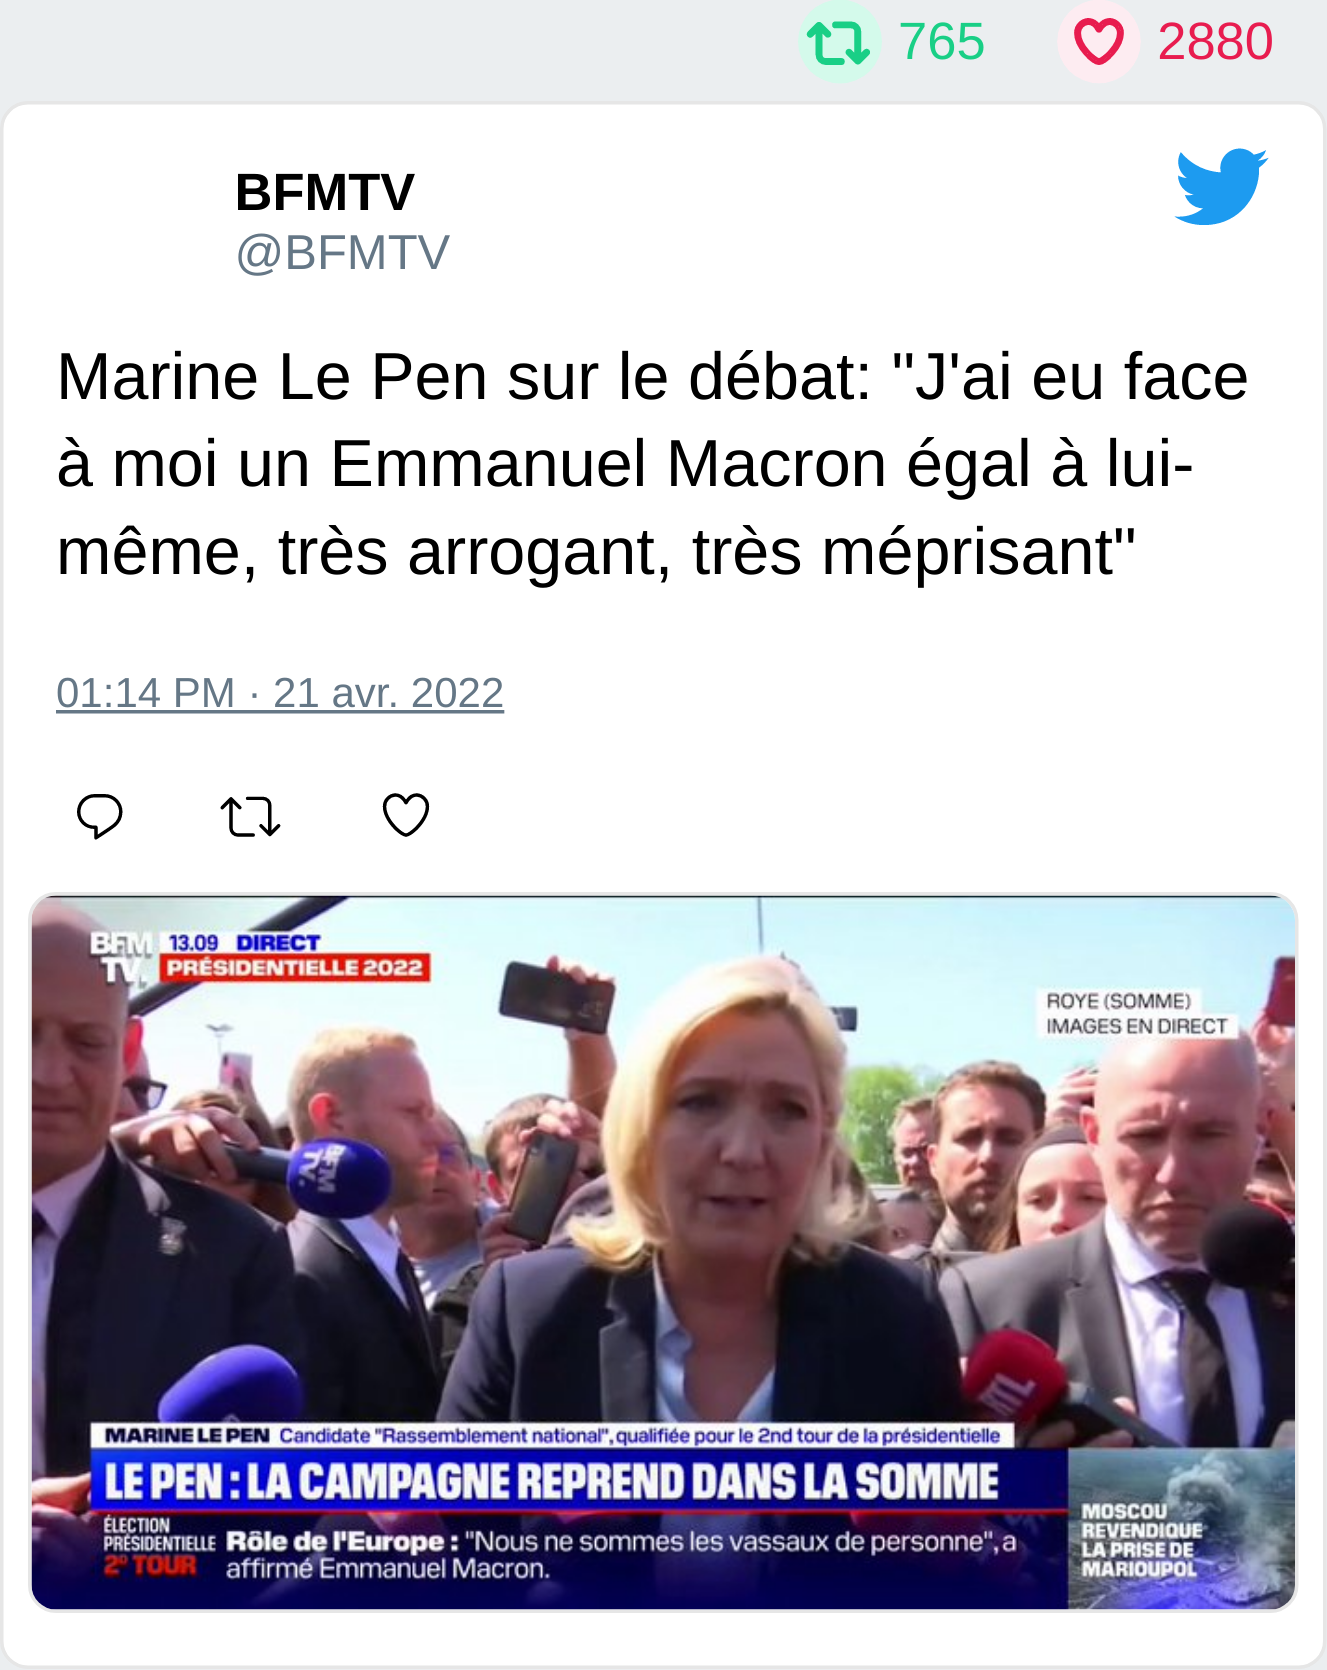 765 2880
BFMTV
@BFMTV
Marine Le Pen sur le débat: "J'ai eu face
à moi un Emmanuel Macron égal à lui-
même, très arrogant, très méprisant"
01:14 PM · 21 avr. 2022
BFM
TV.
13.09 DIRECT
PRÉSIDENTIELLE 2022
ROYE (SOMME)
IMAGES EN DIRECT
BFM
TV.
RTL
MARINE LE PEN Candidate "Rassemblement national", qualifiée pour le 2nd tour de la présidentielle
LE PEN : LA CAMPAGNE REPREND DANS LA SOMME
ÉLECTION
PRÉSIDENTIELLE
2D TOUR
Rôle de l'Europe : "Nous ne sommes les vassaux de personne", a
affirmé Emmanuel Macron.
MOSCOU
REVENDIQUE
LA PRISE DE
MARIOUPOL